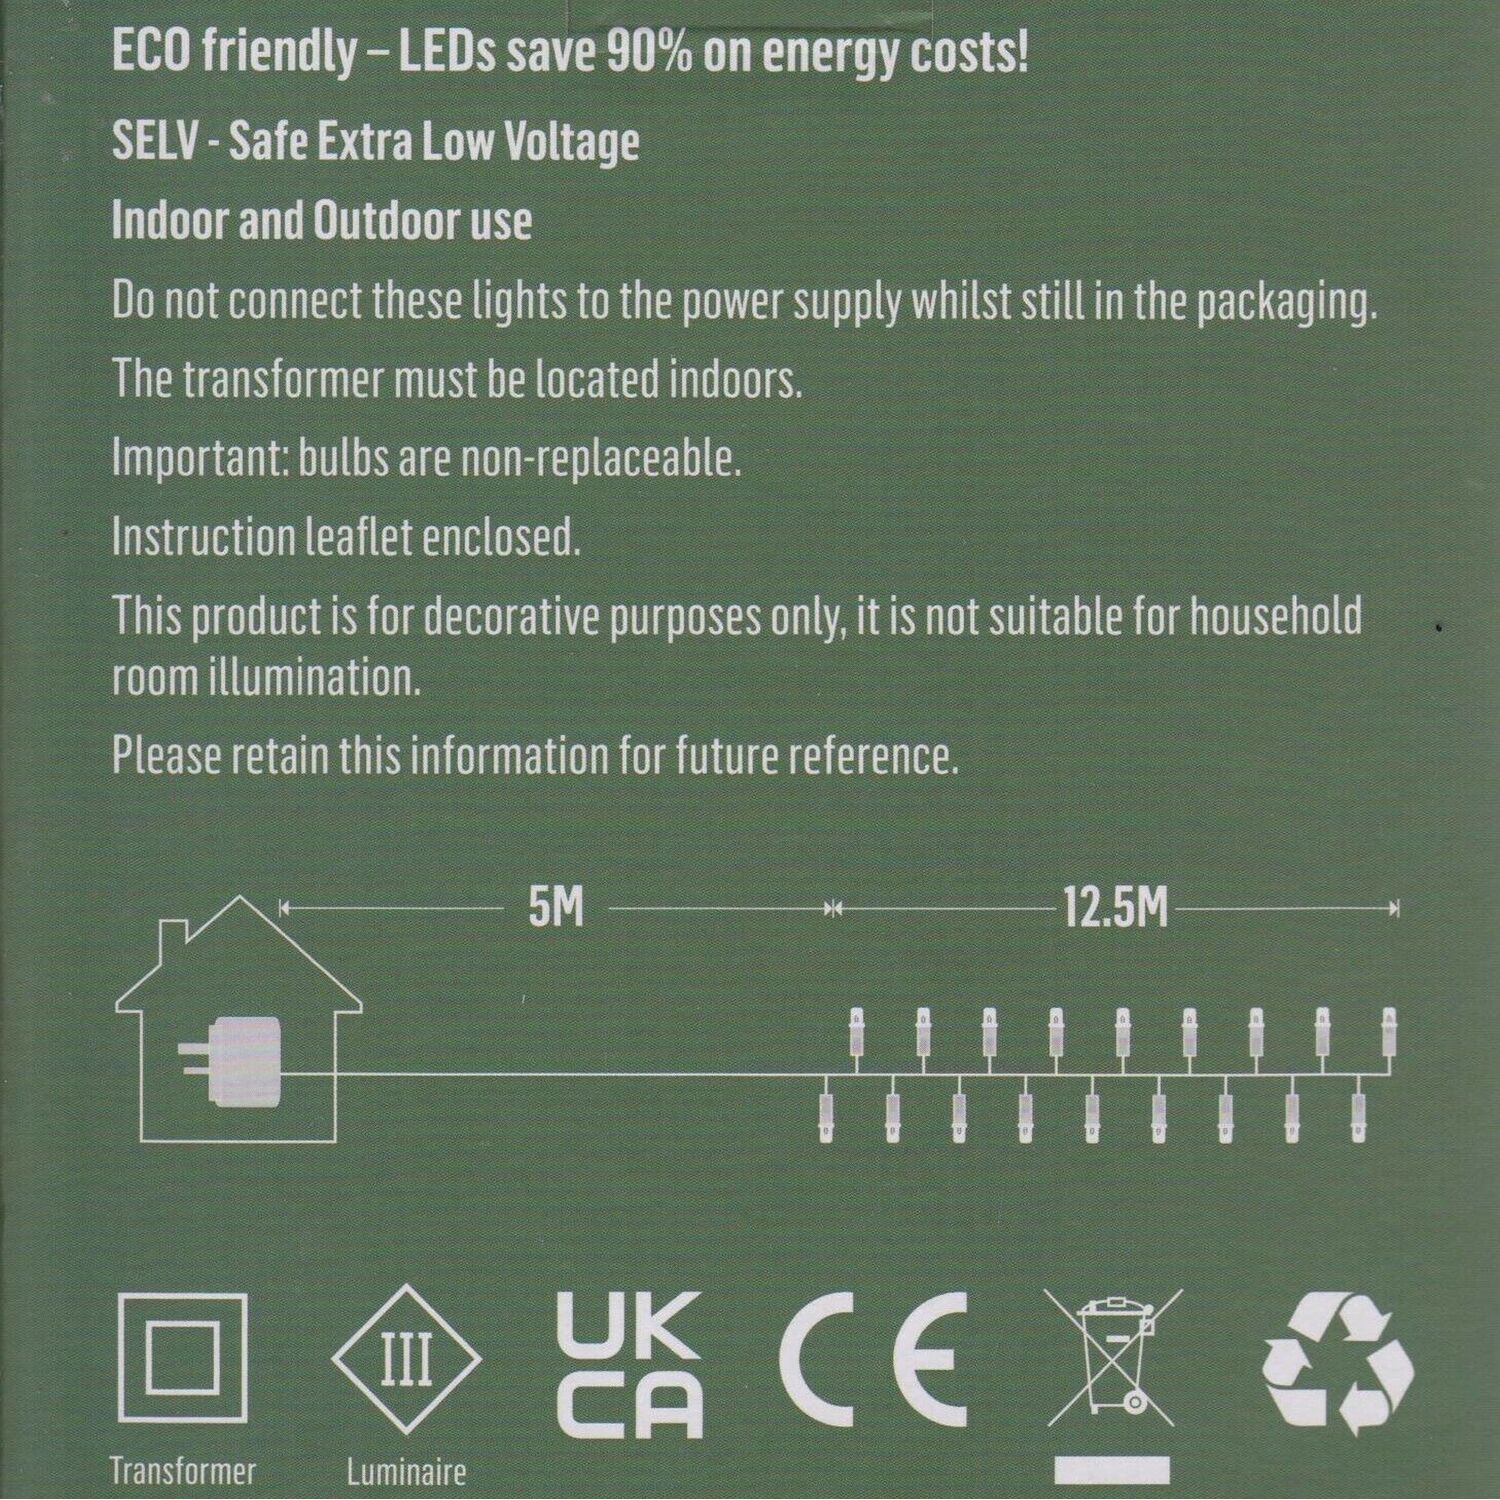 ECO friendly – LEDs save 90% on energy costs!
SELV - Safe Extra Low Voltage
Indoor and Outdoor use
Do not connect these lights to the power supply whilst still in the packaging.
The transformer must be located indoors.
Important: bulbs are non-replaceable.
Instruction leaflet enclosed.
This product is for decorative purposes only, it is not suitable for household
room illumination.
Please retain this information for future reference.
5M 12.5M
III
UK
CA
CE
Transformer Luminaire